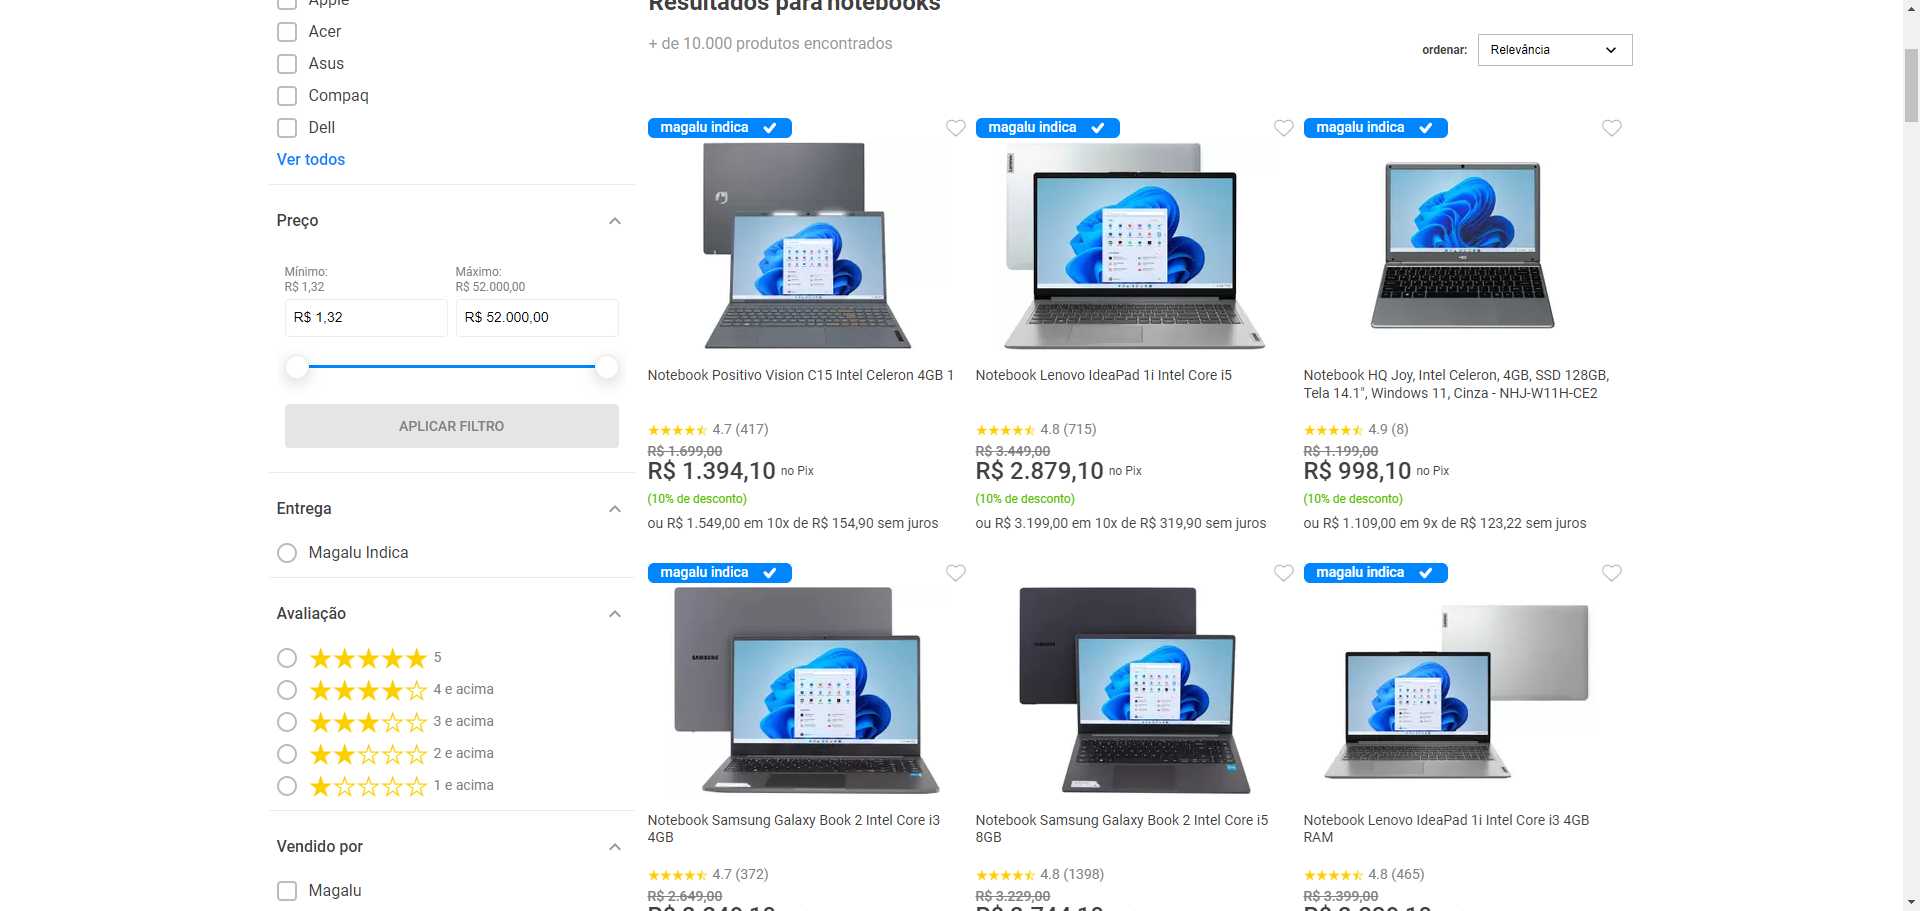 Apple
Acer
Asus
Compaq
Dell
Ver todos
Preço
Mínimo:
R$ 1,32
Máximo:
R$ 52.000,00
R$ 1,32
R$ 52.000,00
APLICAR FILTRO
Entrega
Magalu Indica
Avaliação
5
4 e acima
3 e acima
2 e acima
1 e acima
Vendido por
Magalu
Resultados para notebooks
+ de 10.000 produtos encontrados
ordenar:
Relevância
magalu indica
Notebook Positivo Vision C15 Intel Celeron 4GB 1
4.7 (417)
R$ 1.699,00
R$ 1.394,10 no Pix
(10% de desconto)
ou R$ 1.549,00 em 10x de R$ 154,90 sem juros
magalu indica
Notebook Lenovo IdeaPad 1i Intel Core i5
4.8 (715)
R$ 3.449,00
R$ 2.879,10 no Pix
(10% de desconto)
ou R$ 3.199,00 em 10x de R$ 319,90 sem juros
magalu indica
Notebook HQ Joy, Intel Celeron, 4GB, SSD 128GB,
Tela 14.1", Windows 11, Cinza - NHJ-W11H-CE2
4.9 (8)
R$ 1.199,00
R$ 998,10 no Pix
(10% de desconto)
ou R$ 1.109,00 em 9x de R$ 123,22 sem juros
magalu indica
SAMSUNG
Notebook Samsung Galaxy Book 2 Intel Core i3
4GB
4.7 (372)
R$ 2.649,00
Notebook Samsung Galaxy Book 2 Intel Core i5
8GB
4.8 (1398)
R$ 3.229,00
magalu indica
Notebook Lenovo IdeaPad 1i Intel Core i3 4GB
RAM
4.8 (465)
R$ 3.399,00